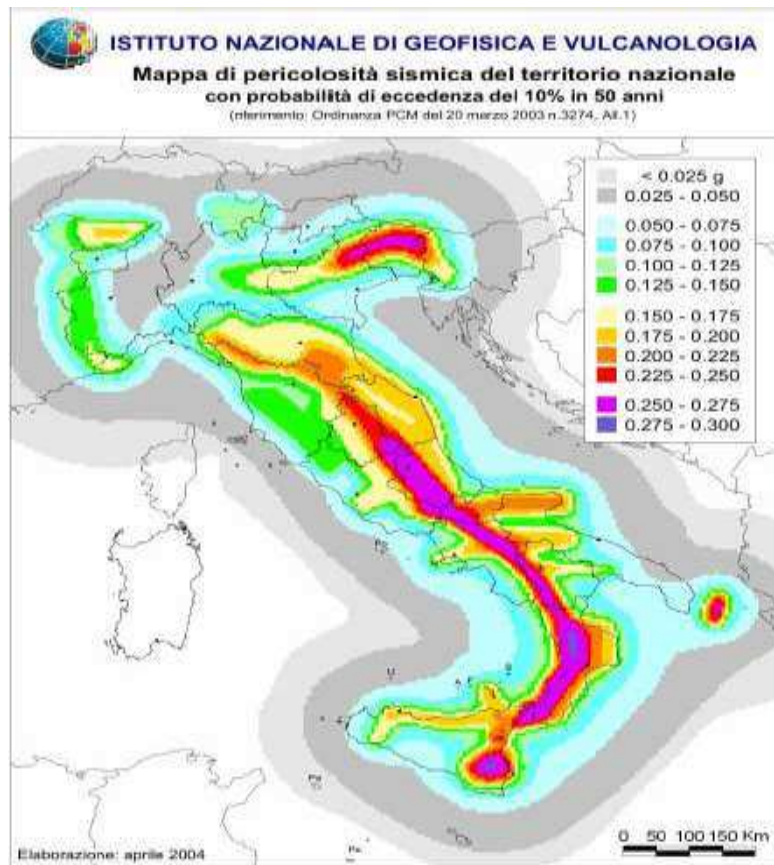 ISTITUTO NAZIONALE DI GEOFISICA E VULCANOLOGIA
Mappa di pericolosità sismica del territorio nazionale
con probabilità di eccedenza del 10% in 50 anni
(riferimento: Ordinanza PCM del 20 marzo 2003 n.3274, All.1)
< 0.025 g
0.025 - 0.050
0.050 - 0.075
0.075 - 0.100
0.100 - 0.125
0.125 - 0.150
0.150 - 0.175
0.175 - 0.200
0.200 - 0.225
0.225 - 0.250
0.250 - 0.275
0.275 - 0.300
U
Elaborazione: aprile 2004
0 50 100 150 Km